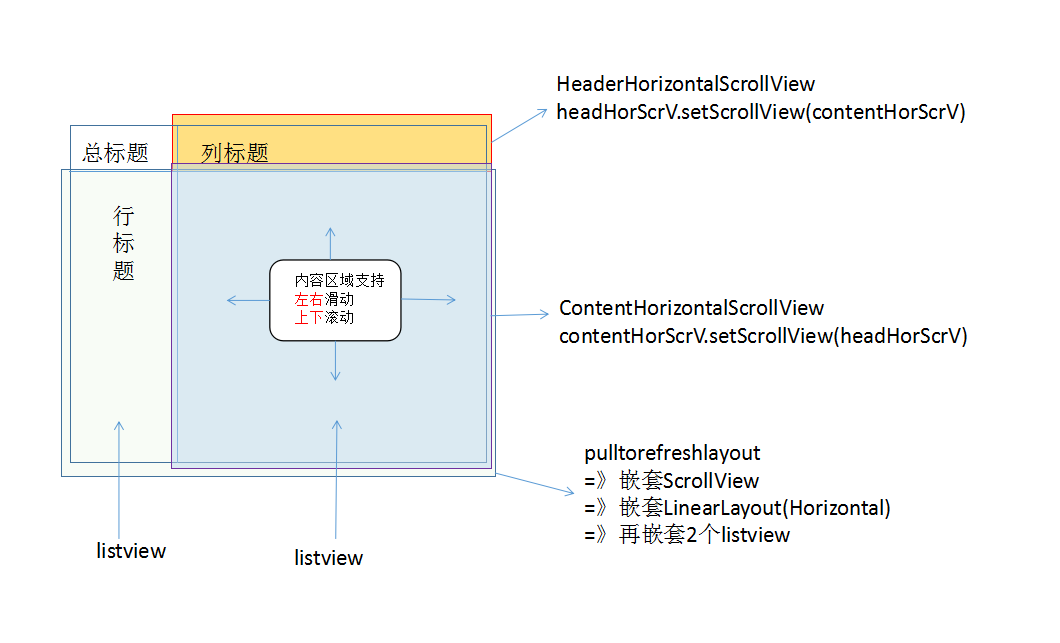 HeaderHorizontalScrollView
headHorScrV.setScrollView(contentHorScrV)
总标题
列标题
行
标
题
内容区域支持
左右滑动
上下滚动
ContentHorizontalScrollView
contentHorScrV.setScrollView(headHorScrV)
pulltorefreshlayout
=》嵌套ScrollView
=》嵌套LinearLayout(Horizontal)
=》再嵌套2个listview
listview
listview